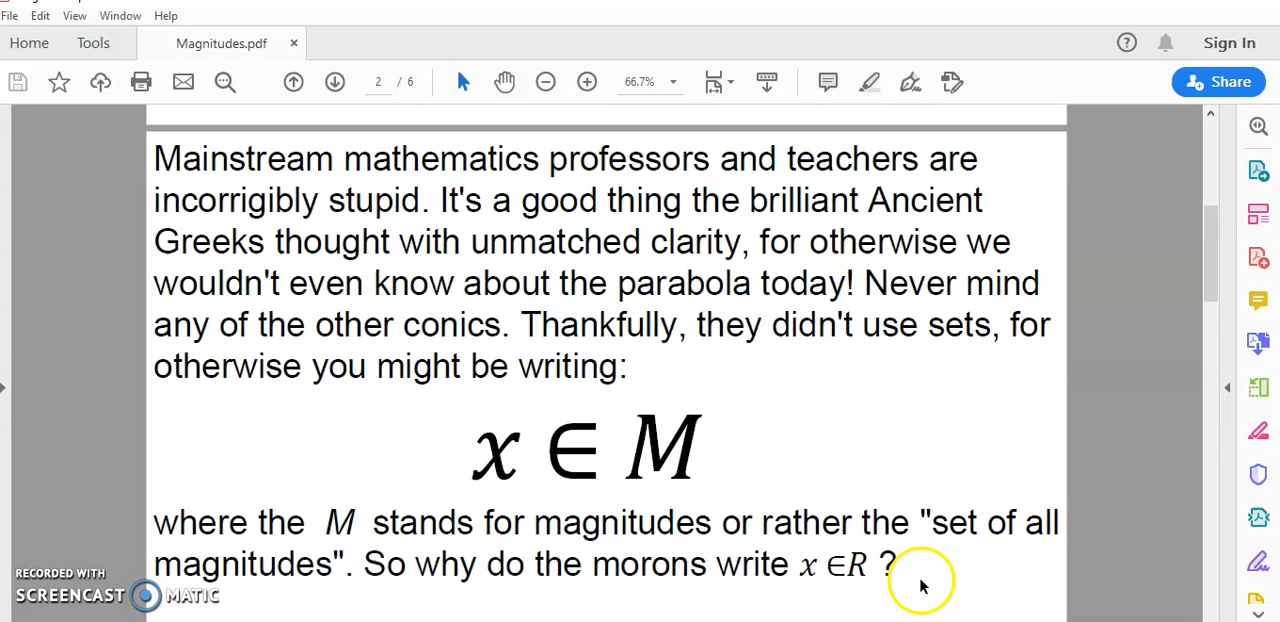 File Edit View Window Help
Home Tools Magnitudes.pdf × Sign In
2 / 6 66.7% Share
Mainstream mathematics professors and teachers are
incorrigibly stupid. It's a good thing the brilliant Ancient
Greeks thought with unmatched clarity, for otherwise we
wouldn't even know about the parabola today! Never mind
any of the other conics. Thankfully, they didn't use sets, for
otherwise you might be writing:
x ∈ M
where the M stands for magnitudes or rather the "set of all
magnitudes". So why do the morons write x ∈R ?
RECORDED WITH
SCREENCAST MATIC